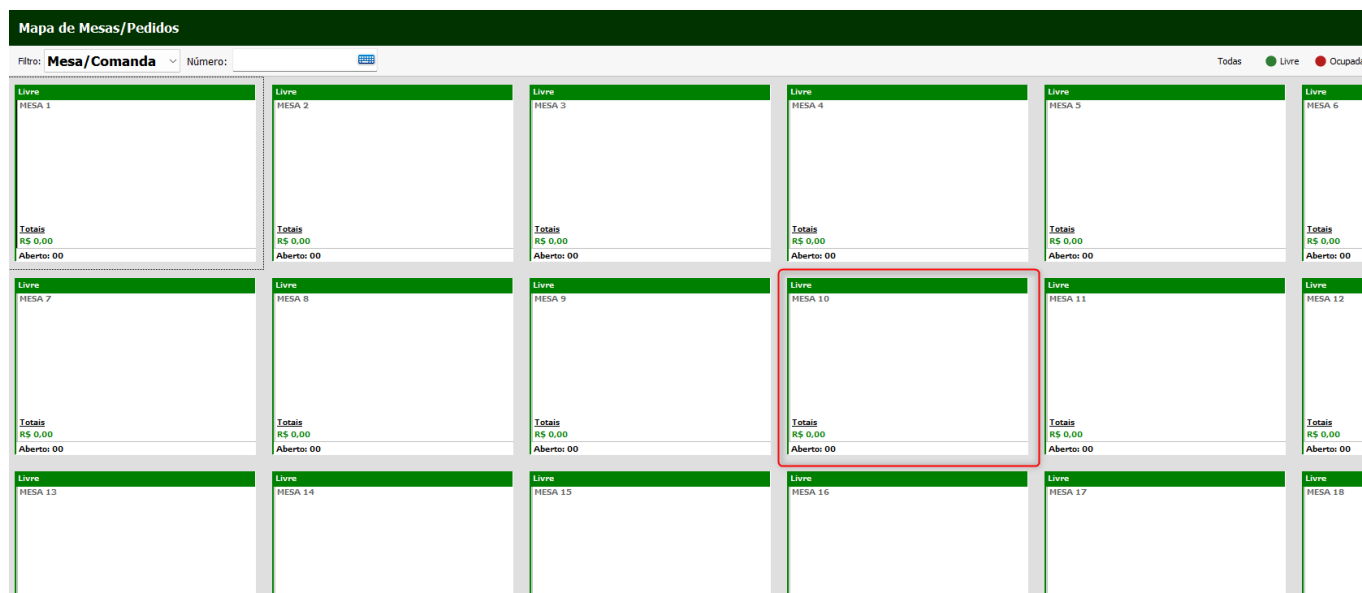 Mapa de Mesas/Pedidos
Filtro: Mesa/Comanda Número: Todas Livre Ocupada
Livre Livre Livre Livre Livre Livre
MESA 1 MESA 2 MESA 3 MESA 4 MESA 5 MESA 6
Totais Totais Totais Totais Totais Totais
R$ 0,00 R$ 0,00 R$ 0,00 R$ 0,00 R$ 0,00 R$ 0,00
Aberto: 00 Aberto: 00 Aberto: 00 Aberto: 00 Aberto: 00 Aberto: 00
Livre Livre Livre Livre Livre Livre
MESA 7 MESA 8 MESA 9 MESA 10 MESA 11 MESA 12
Totais Totais Totais Totais Totais Totais
R$ 0,00 R$ 0,00 R$ 0,00 R$ 0,00 R$ 0,00 R$ 0,00
Aberto: 00 Aberto: 00 Aberto: 00 Aberto: 00 Aberto: 00 Aberto: 00
Livre Livre Livre Livre Livre Livre
MESA 13 MESA 14 MESA 15 MESA 16 MESA 17 MESA 18